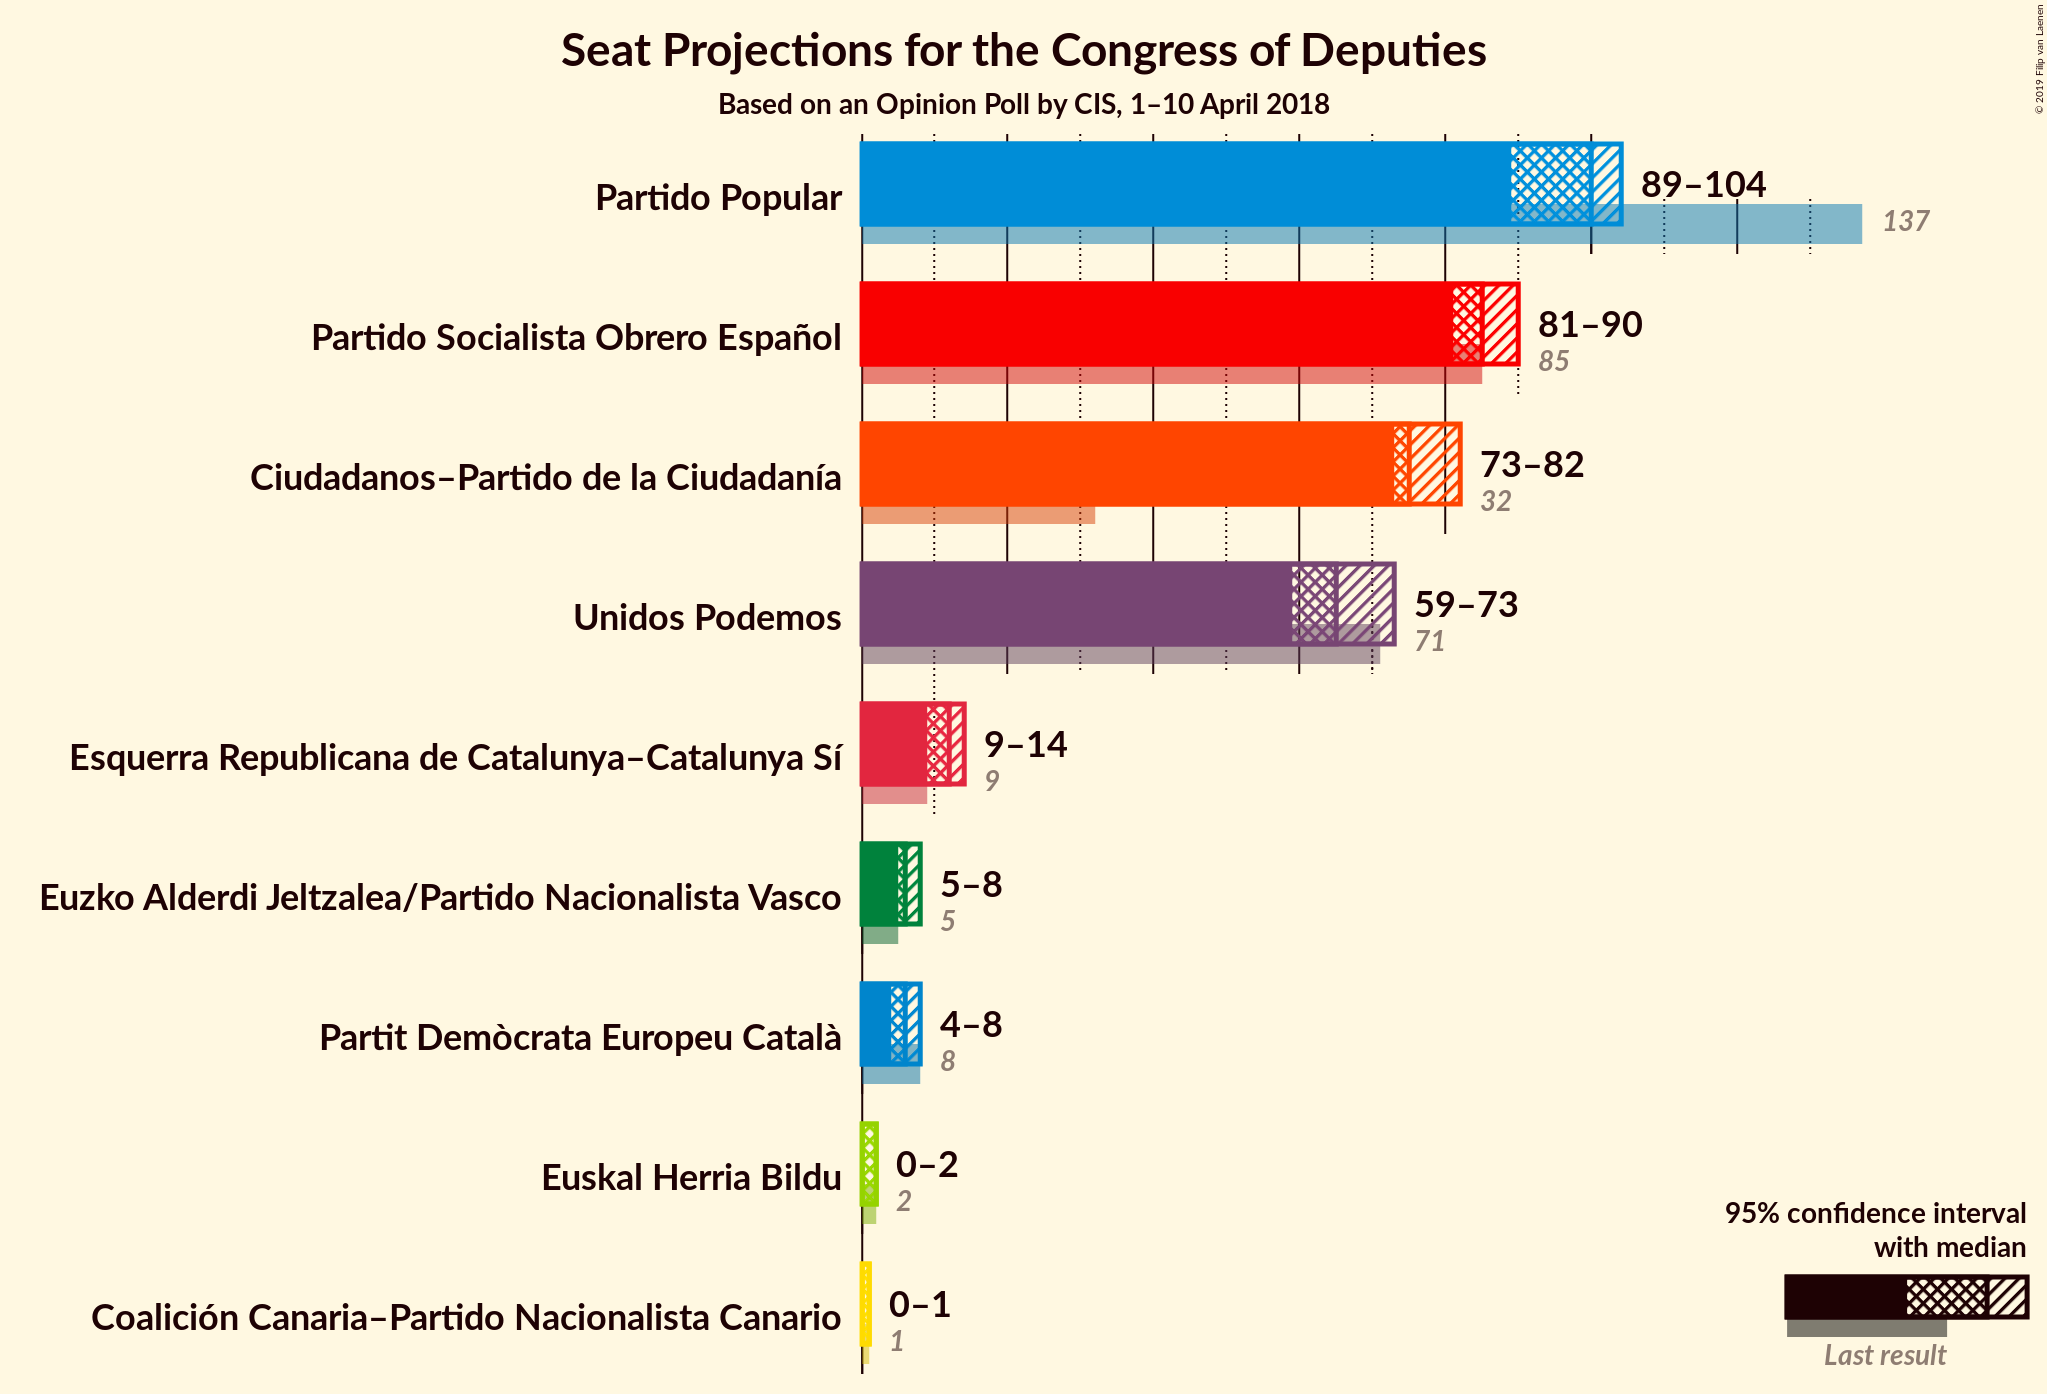 Seat Projections for the Congress of Deputies
Based on an Opinion Poll by CIS, 1–10 April 2018
© 2019 Filip van Laenen
Partido Popular
89–104
137
Partido Socialista Obrero Español
81–90
85
Ciudadanos–Partido de la Ciudadanía
73–82
32
Unidos Podemos
59–73
71
Esquerra Republicana de Catalunya–Catalunya Sí
9–14
9
Euzko Alderdi Jeltzalea/Partido Nacionalista Vasco
5–8
5
Partit Demòcrata Europeu Català
4–8
8
Euskal Herria Bildu
0–2
2
Coalición Canaria–Partido Nacionalista Canario
0–1
1
95% confidence interval
with median
Last result